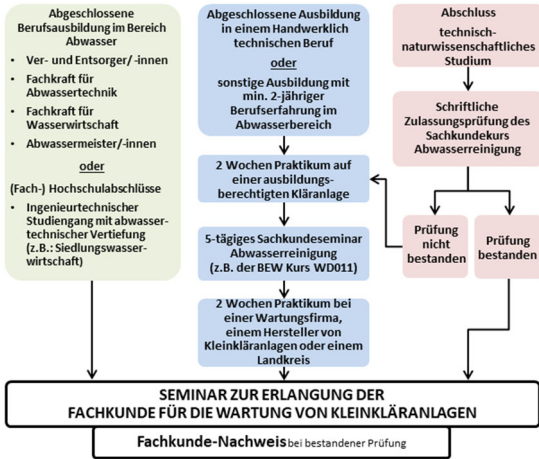 Abgeschlossene
Berufsausbildung im Bereich
Abwasser
• Ver- und Entsorger/ -innen
• Fachkraft für
Abwassertechnik
• Fachkraft für
Wasserwirtschaft
• Abwassermeister/-innen
oder
(Fach-) Hochschulabschlüsse
• Ingenieurtechnischer
Studiengang mit abwasser-
technischer Vertiefung
(z.B.: Siedlungswasser-
wirtschaft)
Abgeschlossene Ausbildung
in einem Handwerklich
technischen Beruf
oder
sonstige Ausbildung mit
min. 2-jähriger
Berufserfahrung im
Abwasserbereich
2 Wochen Praktikum auf
einer ausbildungs-
berechtigten Kläranlage
5-tägiges Sachkundeseminar
Abwasserreinigung
(z.B. der BEW Kurs WD011)
2 Wochen Praktikum bei
einer Wartungsfirma,
einem Hersteller von
Kleinkläranlagen oder einem
Landkreis
Abschluss
technisch-
naturwissenschaftliches
Studium
Schriftliche
Zulassungsprüfung des
Sachkundekurs
Abwasserreinigung
Prüfung
nicht
bestanden
Prüfung
bestanden
SEMINAR ZUR ERLANGUNG DER
FACHKUNDE FÜR DIE WARTUNG VON KLEINKLÄRANLAGEN
Fachkunde-Nachweis bei bestandener Prüfung